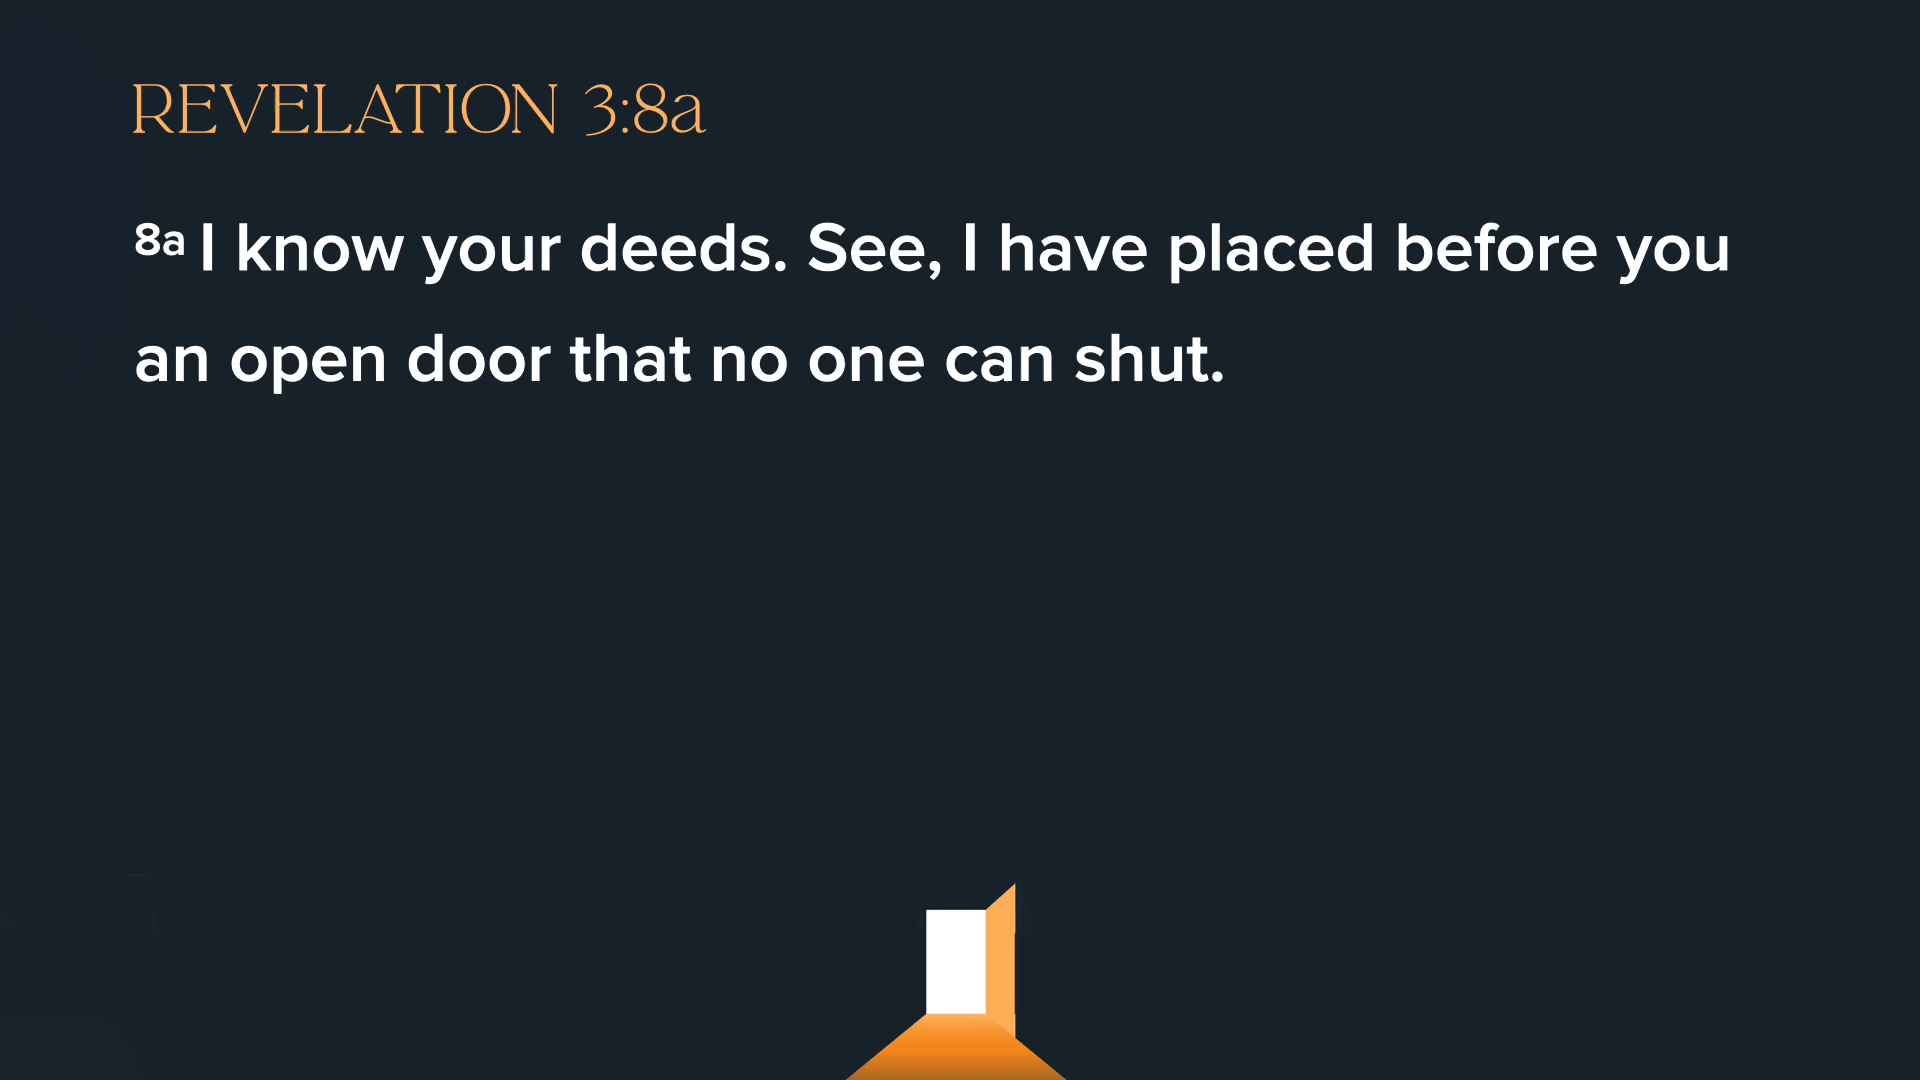 REVELATION 3:8a
8a I know your deeds. See, I have placed before you
an open door that no one can shut.